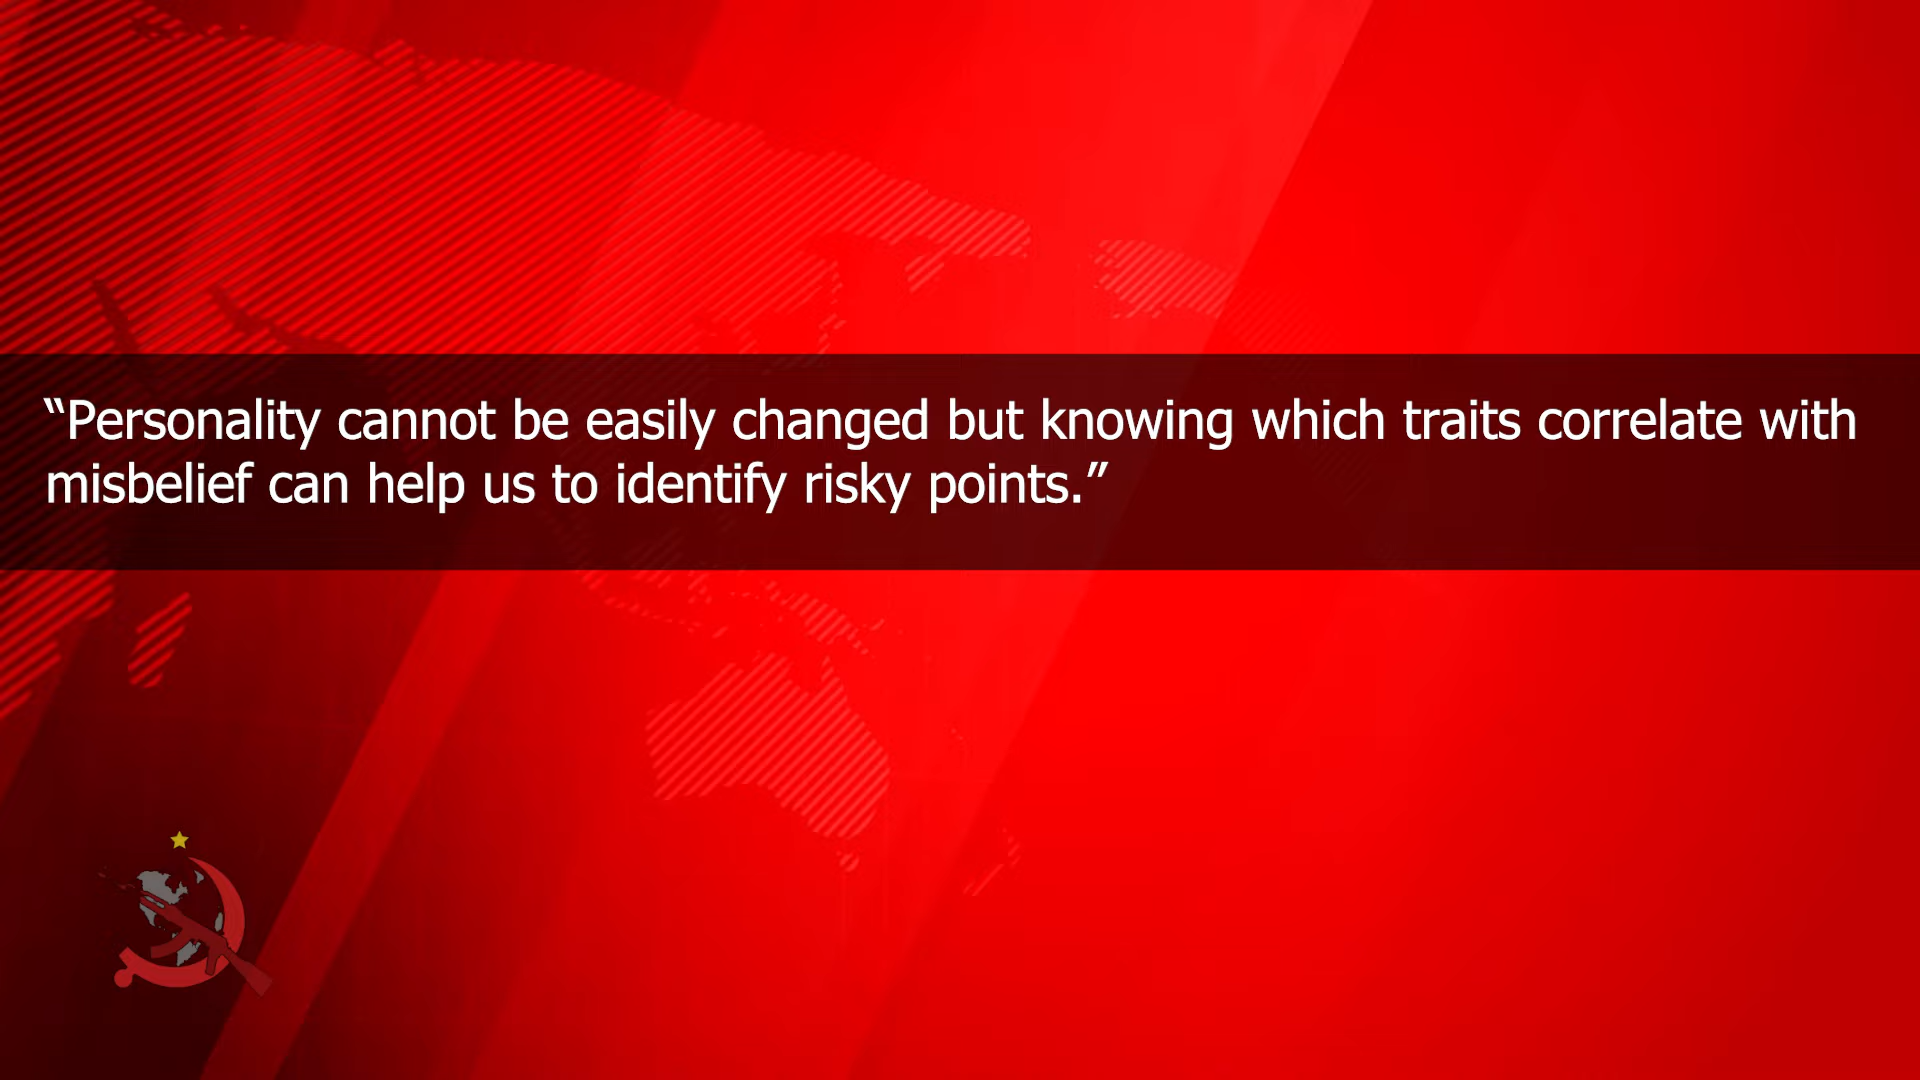 “Personality cannot be easily changed but knowing which traits correlate with
misbelief can help us to identify risky points.”